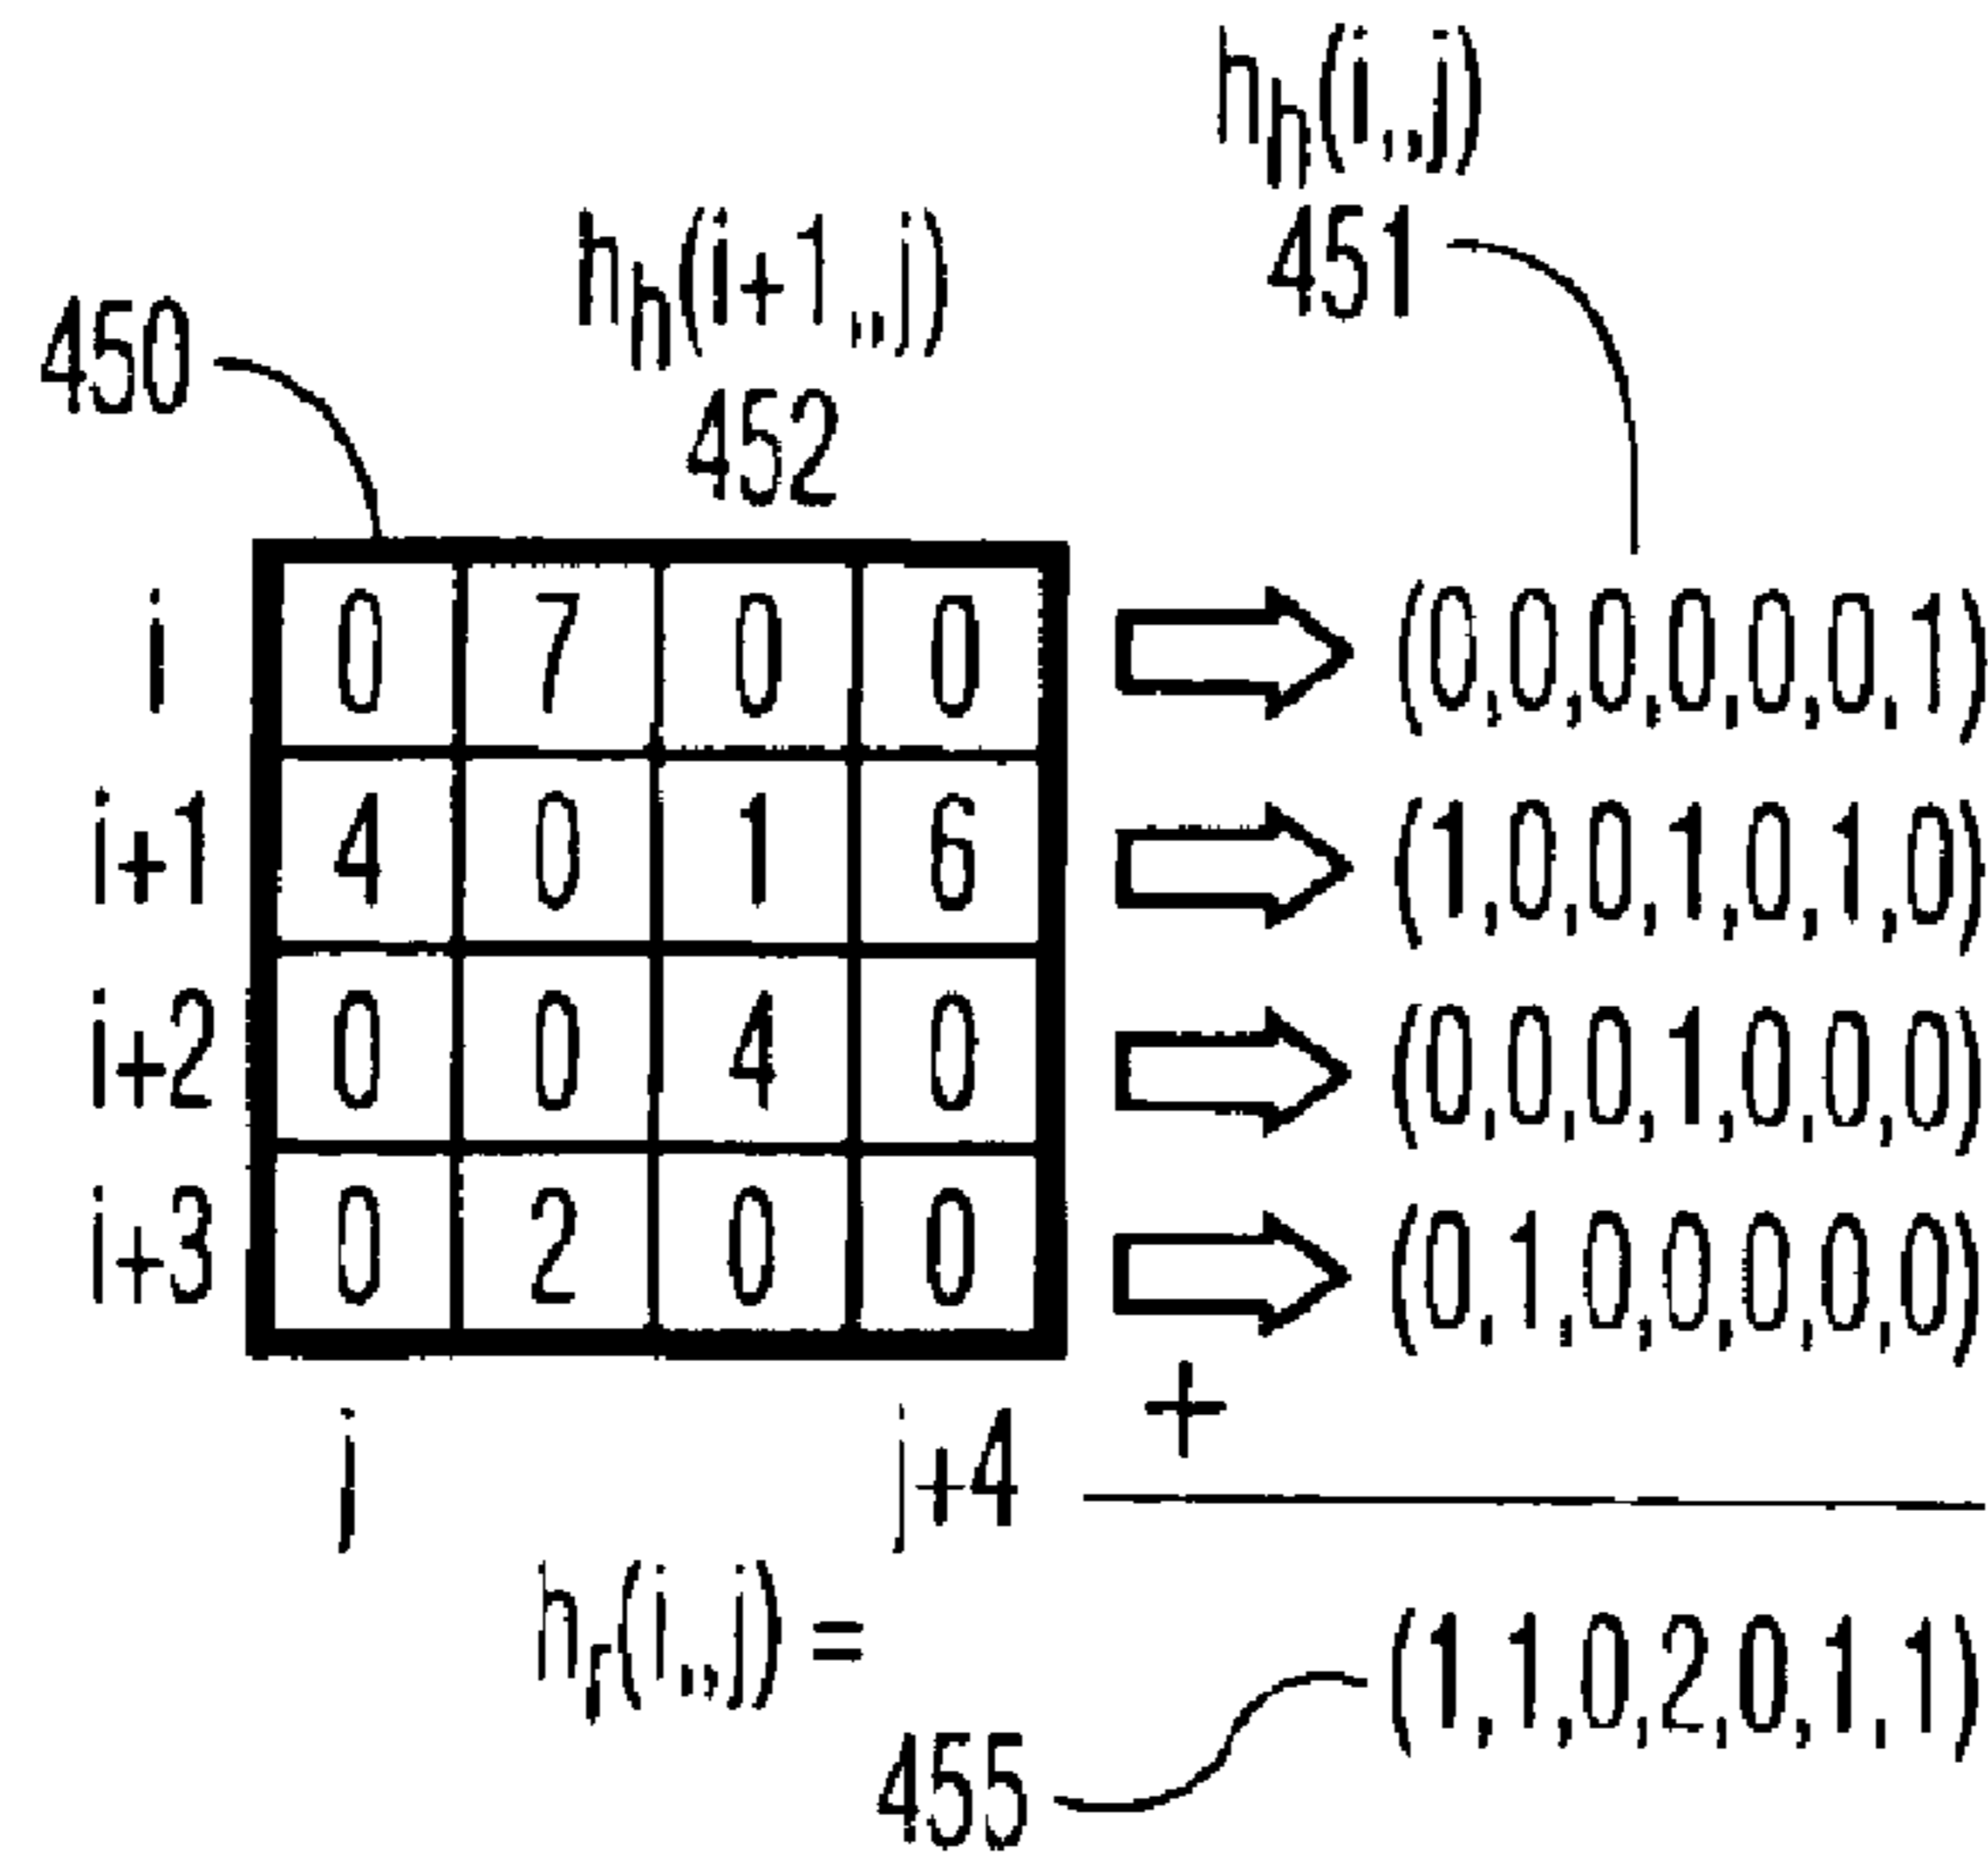 h_h(i,,j)
451
h_h(i+1,,j)
452
450
i 0 7 0 0 (0,0,0,0,0,0,1)
i+1 4 0 1 6 (1,0,0,1,0,1,0)
i+2 0 0 4 0 (0,0,0,1,0,0,0)
i+3 0 2 0 0 (0,1,0,0,0,0,0)
+
j j+4
h_r(i,,j) = (1,1,0,2,0,1,1)
455